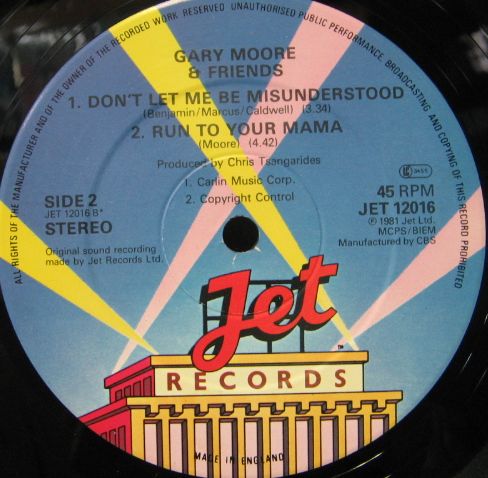 ALL RIGHTS OF THE MANUFACTURER AND OF THE OWNER OF THE RECORDED WORK RESERVED UNAUTHORISED PUBLIC PERFORMANCE BROADCASTING AND COPYING OF THIS RECORD PROHIBITED
GARY MOORE
& FRIENDS
1. DON'T LET ME BE MISUNDERSTOOD
(Benjamin/Marcus/Caldwell) (3.34)
2. RUN TO YOUR MAMA
(Moore) (4.42)
Produced by Chris Tsangarides
1. Carlin Music Corp.
2. Copyright Control
SIDE 2
JET 12016 B*
STEREO
Original sound recording
made by Jet Records Ltd.
45 RPM
JET 12016
℗ 1981 Jet Ltd.
MCPS/BIEM
Manufactured by CBS
Jet
RECORDS
TM
MADE IN ENGLAND